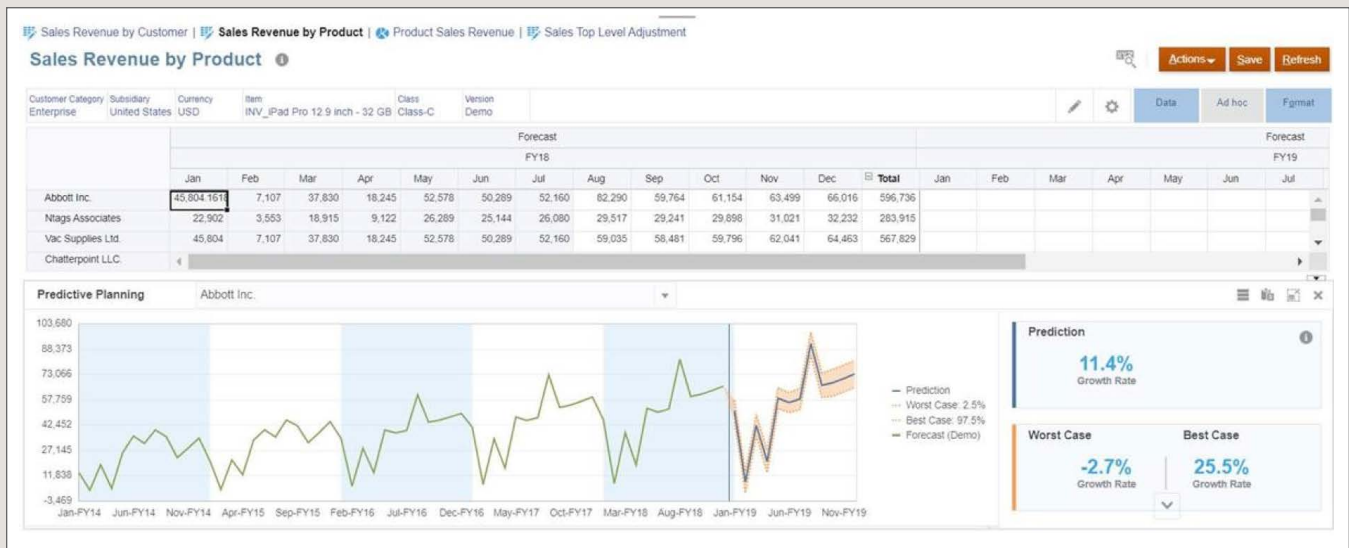 Sales Revenue by Customer | Sales Revenue by Product | Product Sales Revenue | Sales Top Level Adjustment
Sales Revenue by Product
Actions Save Refresh
Customer Category Subsidiary Currency Item Class Version
Enterprise United States USD INV_iPad Pro 12.9 inch - 32 GB Class-C Demo
Data Ad hoc Format
Forecast Forecast
FY18 FY19
Jan Feb Mar Apr May Jun Jul Aug Sep Oct Nov Dec Total Jan Feb Mar Apr May Jun Jul
Abbott Inc. 45,804.1618 7,107 37,830 18,245 52,578 50,289 52,160 82,290 59,764 61,154 63,499 66,016 596,736
Ntags Associates 22,902 3,553 18,915 9,122 26,289 25,144 26,080 29,517 29,241 29,898 31,021 32,232 283,915
Vac Supplies Ltd. 45,804 7,107 37,830 18,245 52,578 50,289 52,160 59,035 58,481 59,796 62,041 64,463 567,829
Chatterpoint LLC.
Predictive Planning Abbott Inc.
103,680
88,373
73,066
57,759
42,452
27,145
11,838
-3,469
Jan-FY14 Jun-FY14 Nov-FY14 Apr-FY15 Sep-FY15 Feb-FY16 Jul-FY16 Dec-FY16 May-FY17 Oct-FY17 Mar-FY18 Aug-FY18 Jan-FY19 Jun-FY19 Nov-FY19
Prediction
Worst Case: 2.5%
Best Case: 97.5%
Forecast (Demo)
Prediction
11.4%
Growth Rate
Worst Case Best Case
-2.7% 25.5%
Growth Rate Growth Rate